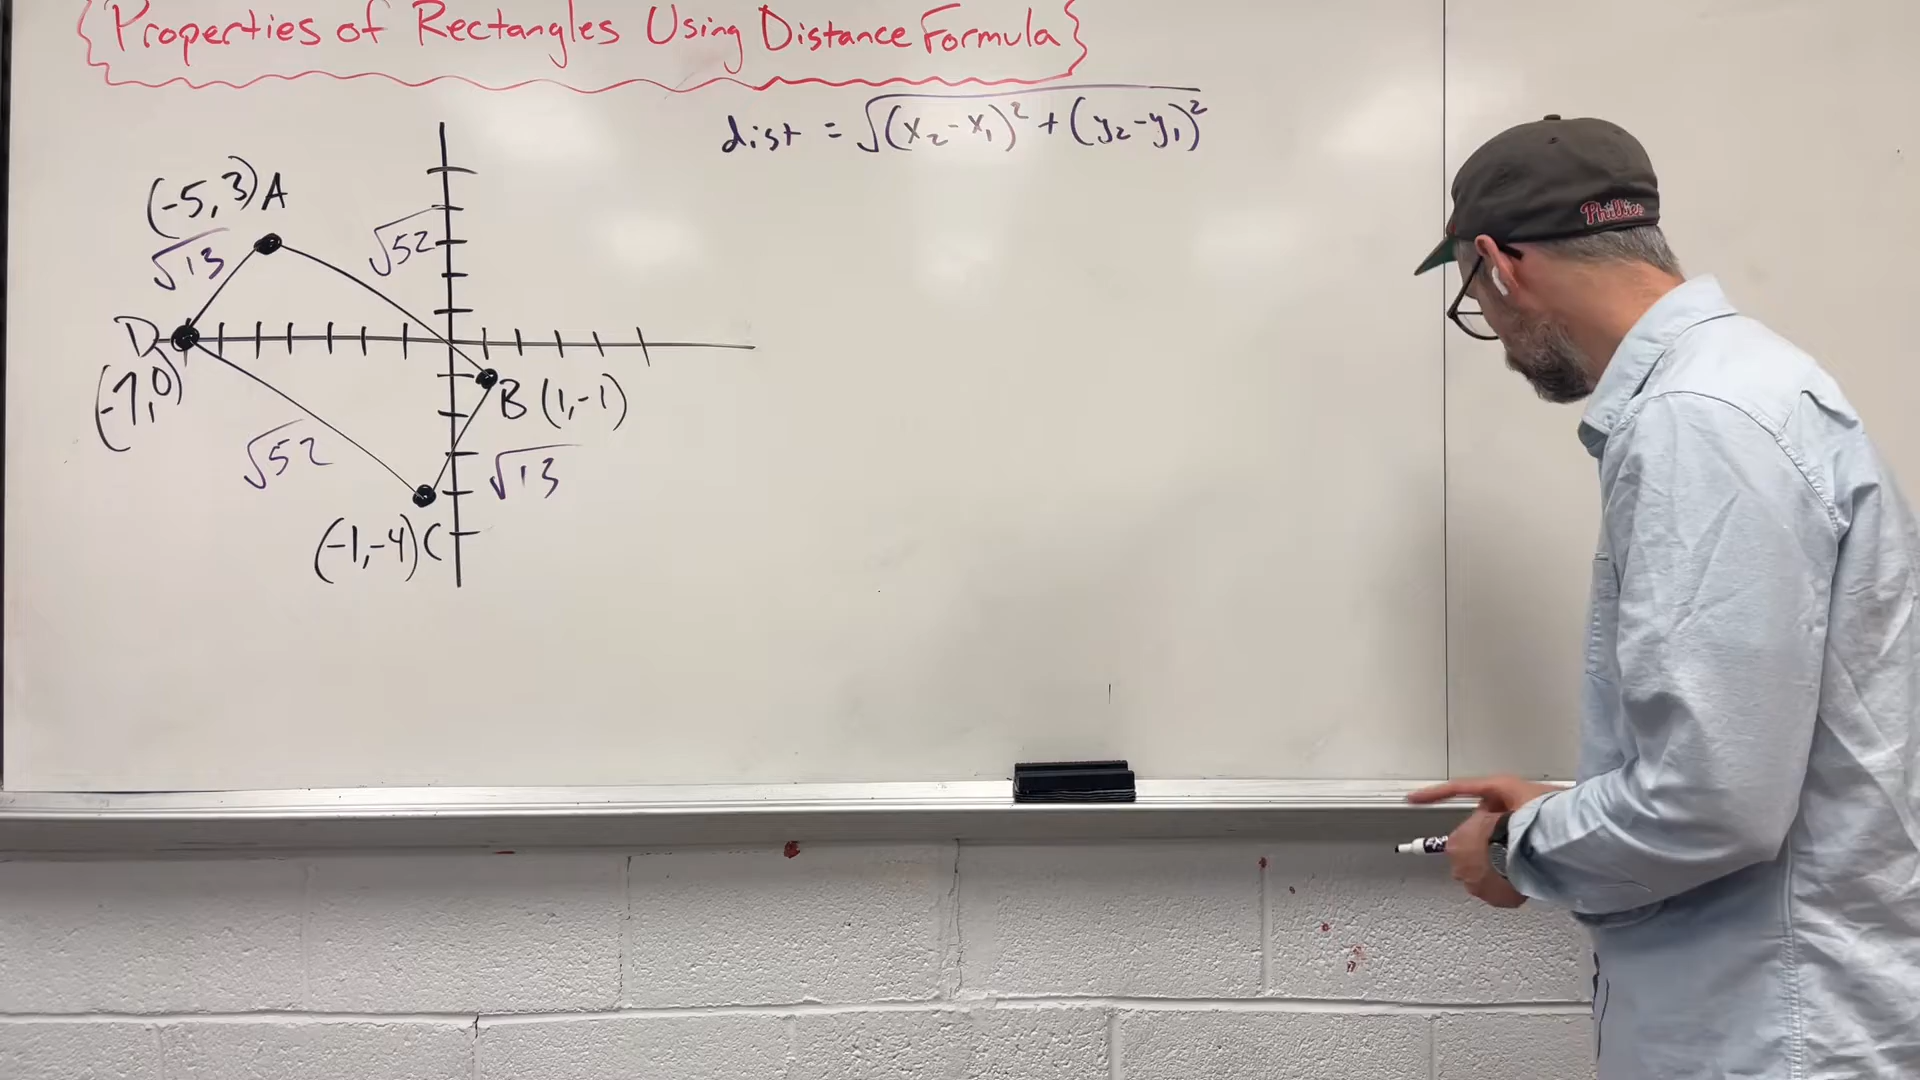 Properties of Rectangles Using Distance Formula
dist = √(x₂-x₁)² + (y₂-y₁)²
(-5,3)A
√13
√52
D
(-7,0)
B (1,-1)
√52
√13
(-1,-4)C
Phillies